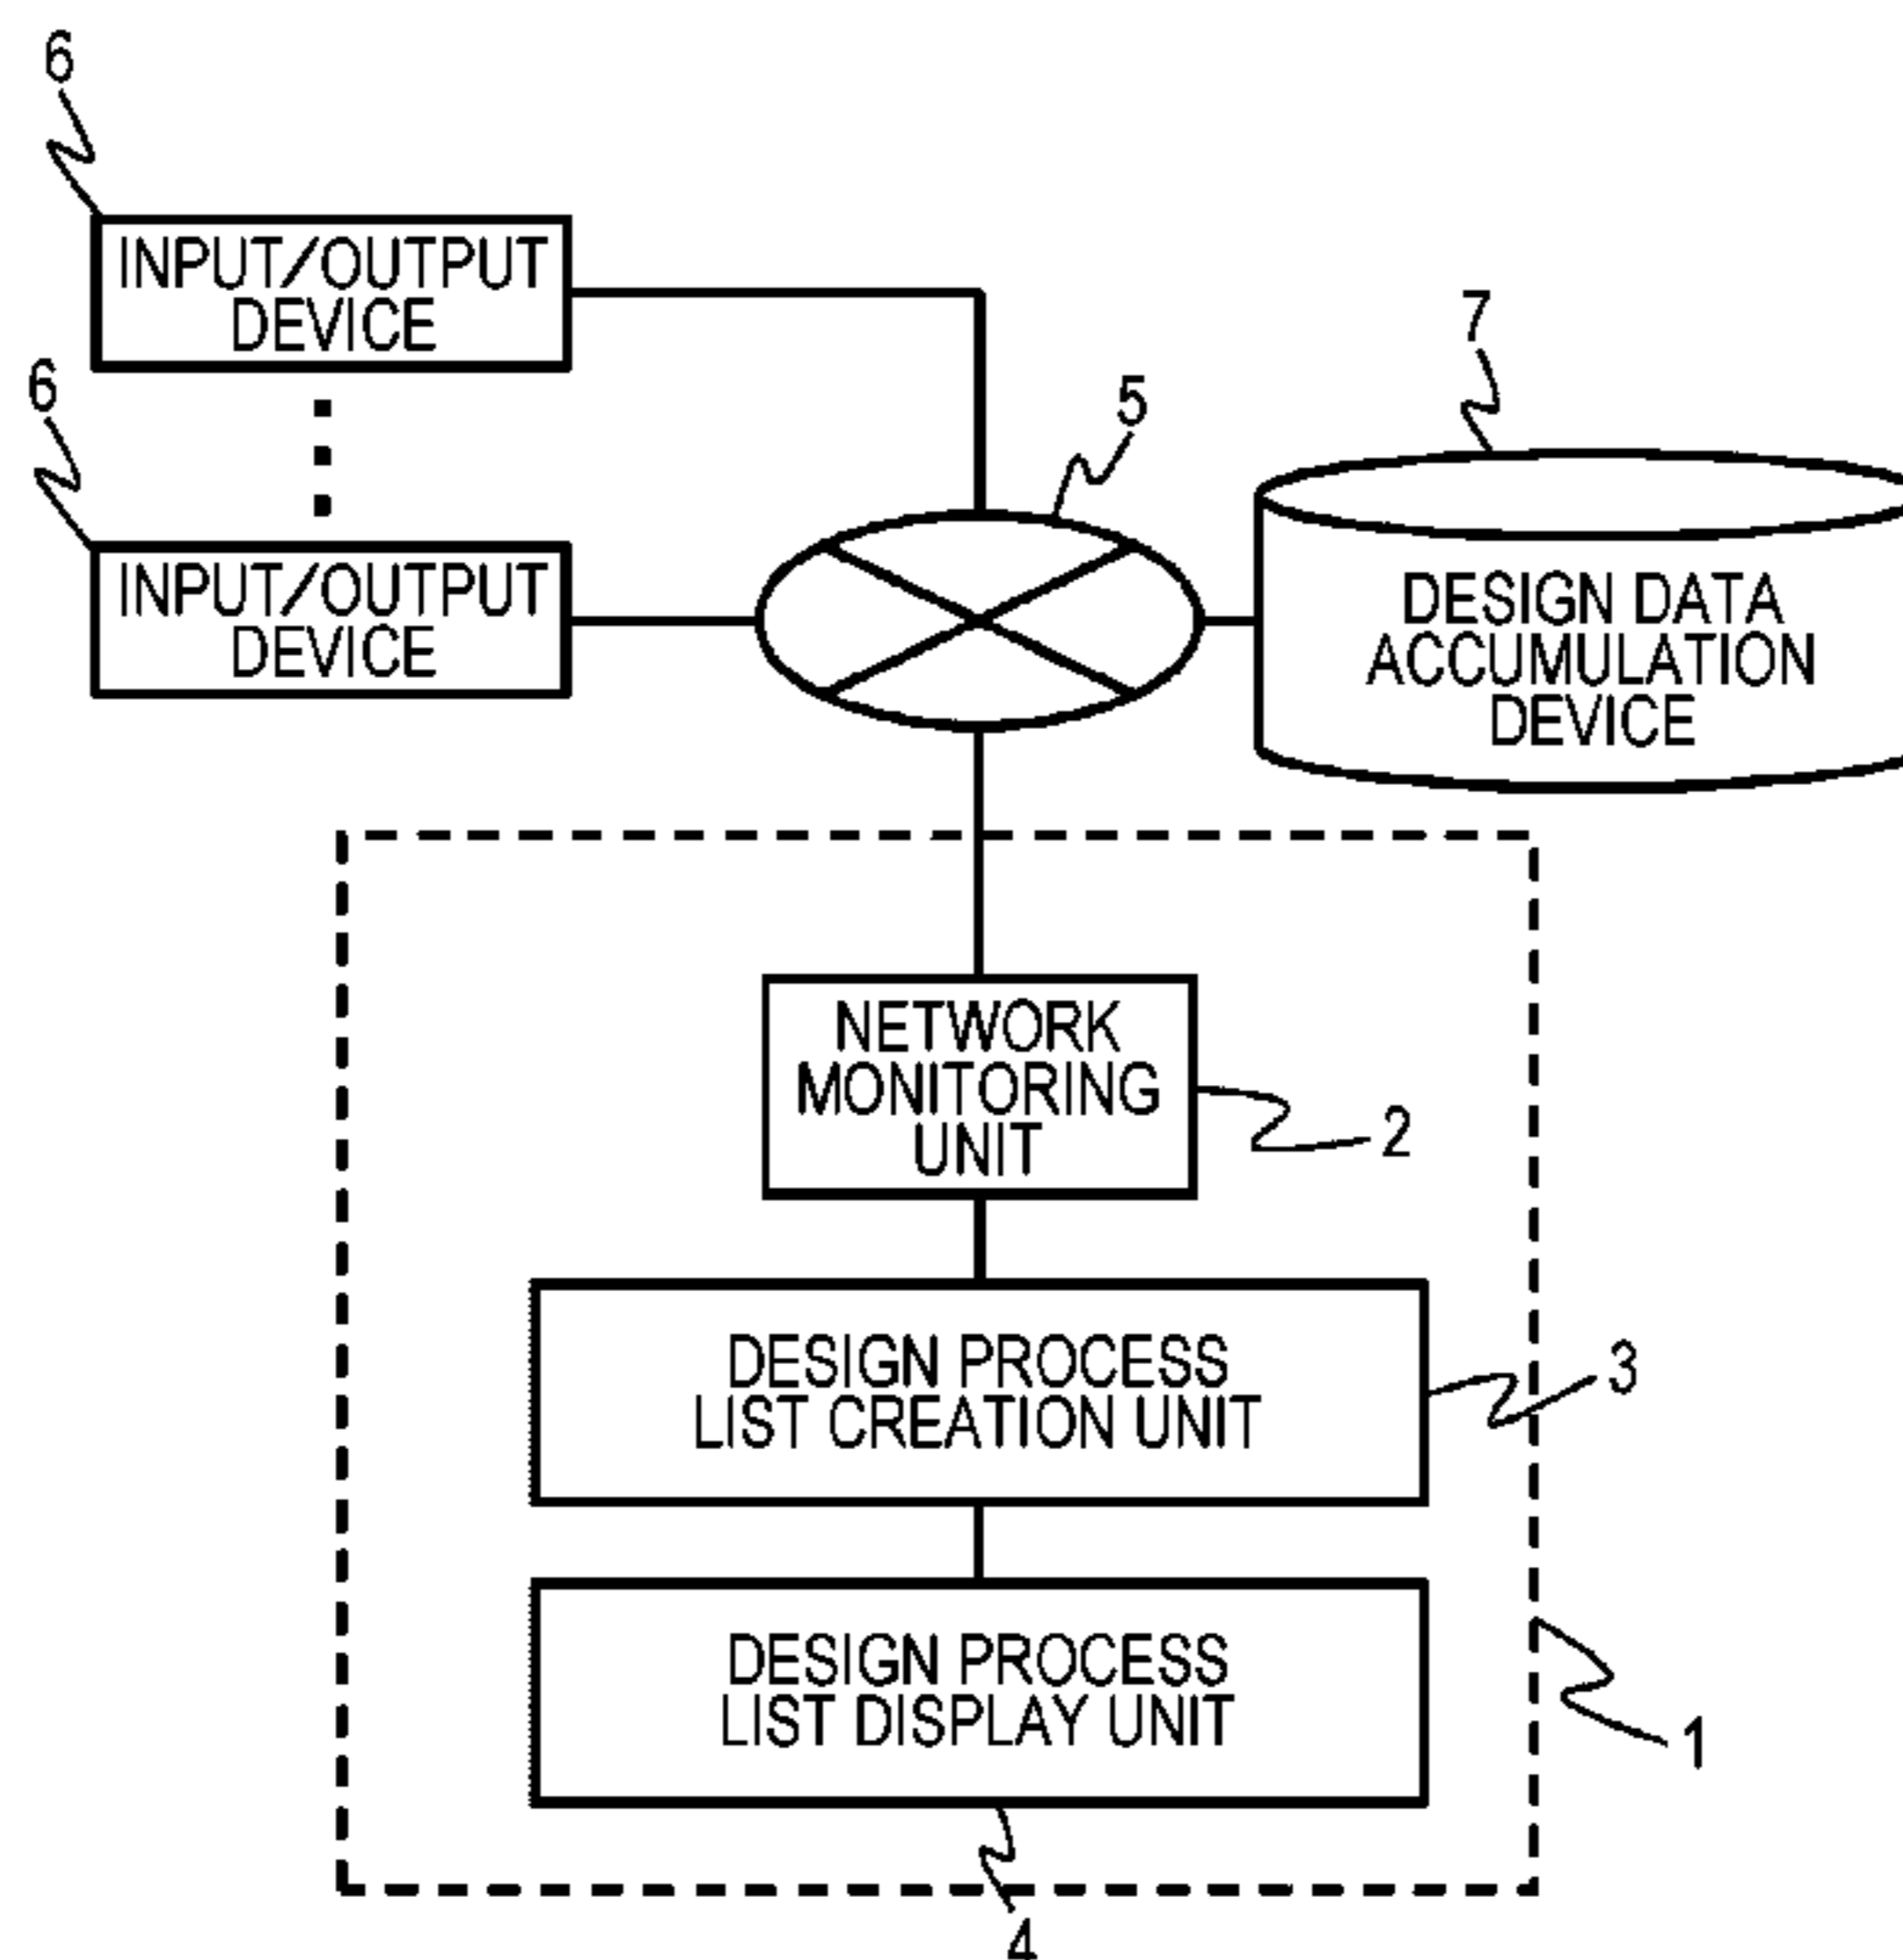 6
INPUT/OUTPUT
DEVICE
6
INPUT/OUTPUT
DEVICE
5
7
DESIGN DATA
ACCUMULATION
DEVICE
NETWORK
MONITORING
UNIT
2
DESIGN PROCESS
LIST CREATION UNIT
3
DESIGN PROCESS
LIST DISPLAY UNIT
1
4